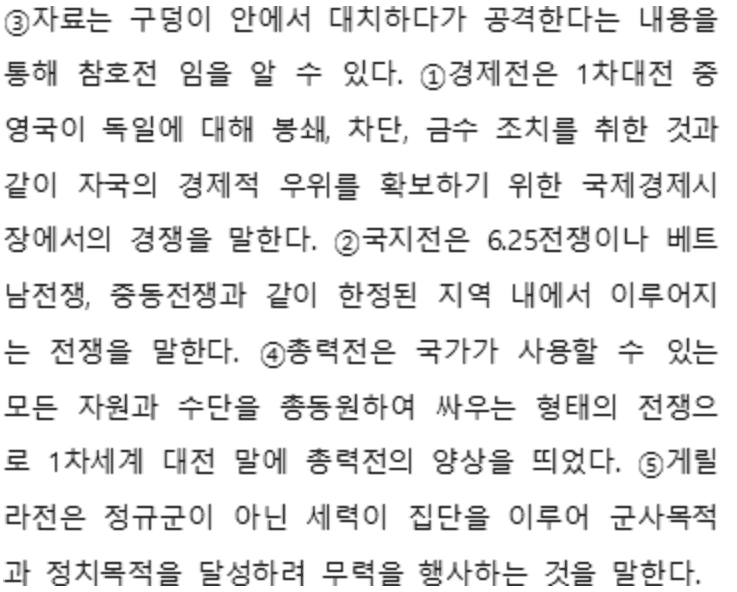 ③자료는 구덩이 안에서 대치하다가 공격한다는 내용을
통해 참호전 임을 알 수 있다. ①경제전은 1차대전 중
영국이 독일에 대해 봉쇄, 차단, 금수 조치를 취한 것과
같이 자국의 경제적 우위를 확보하기 위한 국제경제시
장에서의 경쟁을 말한다. ②국지전은 6.25전쟁이나 베트
남전쟁, 중동전쟁과 같이 한정된 지역 내에서 이루어지
는 전쟁을 말한다. ④총력전은 국가가 사용할 수 있는
모든 자원과 수단을 총동원하여 싸우는 형태의 전쟁으
로 1차세계 대전 말에 총력전의 양상을 띄었다. ⑤게릴
라전은 정규군이 아닌 세력이 집단을 이루어 군사목적
과 정치목적을 달성하려 무력을 행사하는 것을 말한다.